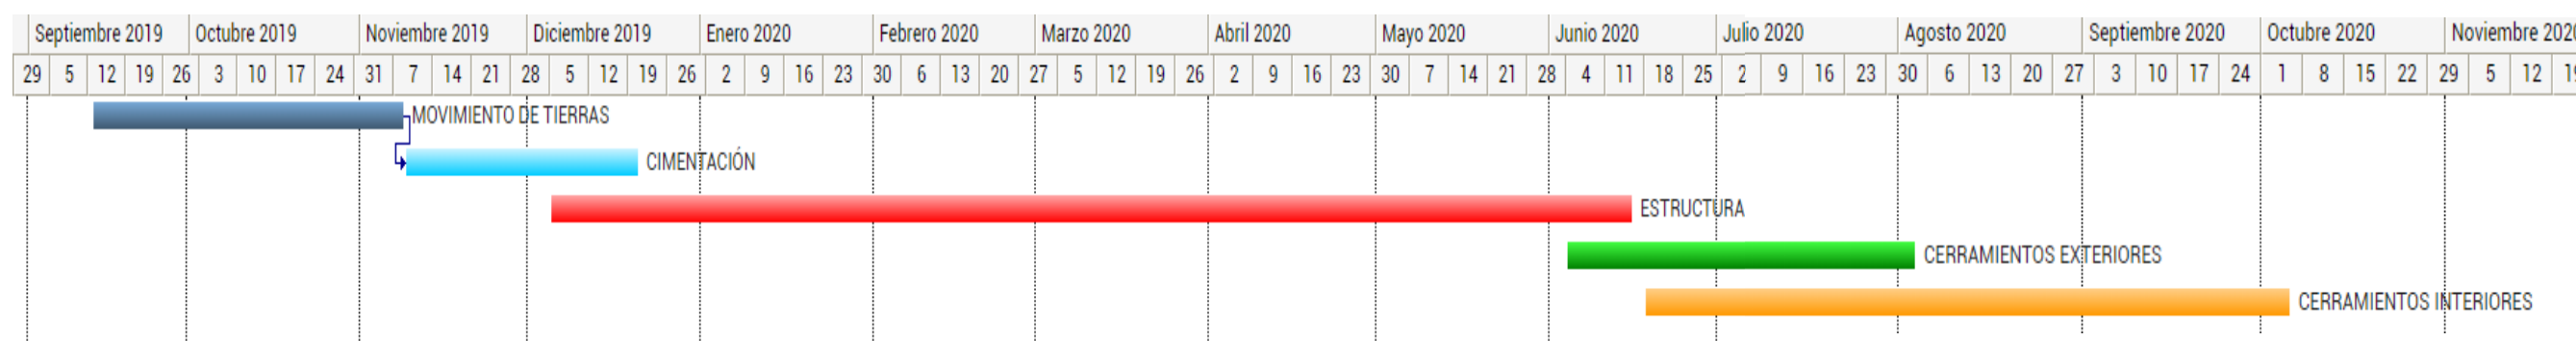 Septiembre 2019 Octubre 2019 Noviembre 2019 Diciembre 2019 Enero 2020 Febrero 2020 Marzo 2020 Abril 2020 Mayo 2020 Junio 2020 Julio 2020 Agosto 2020 Septiembre 2020 Octubre 2020 Noviembre 2020
29 5 12 19 26 3 10 17 24 31 7 14 21 28 5 12 19 26 2 9 16 23 30 6 13 20 27 5 12 19 26 2 9 16 23 30 7 14 21 28 4 11 18 25 2 9 16 23 30 6 13 20 27 3 10 17 24 1 8 15 22 29 5 12 19
MOVIMIENTO DE TIERRAS
CIMENTACIÓN
ESTRUCTURA
CERRAMIENTOS EXTERIORES
CERRAMIENTOS INTERIORES